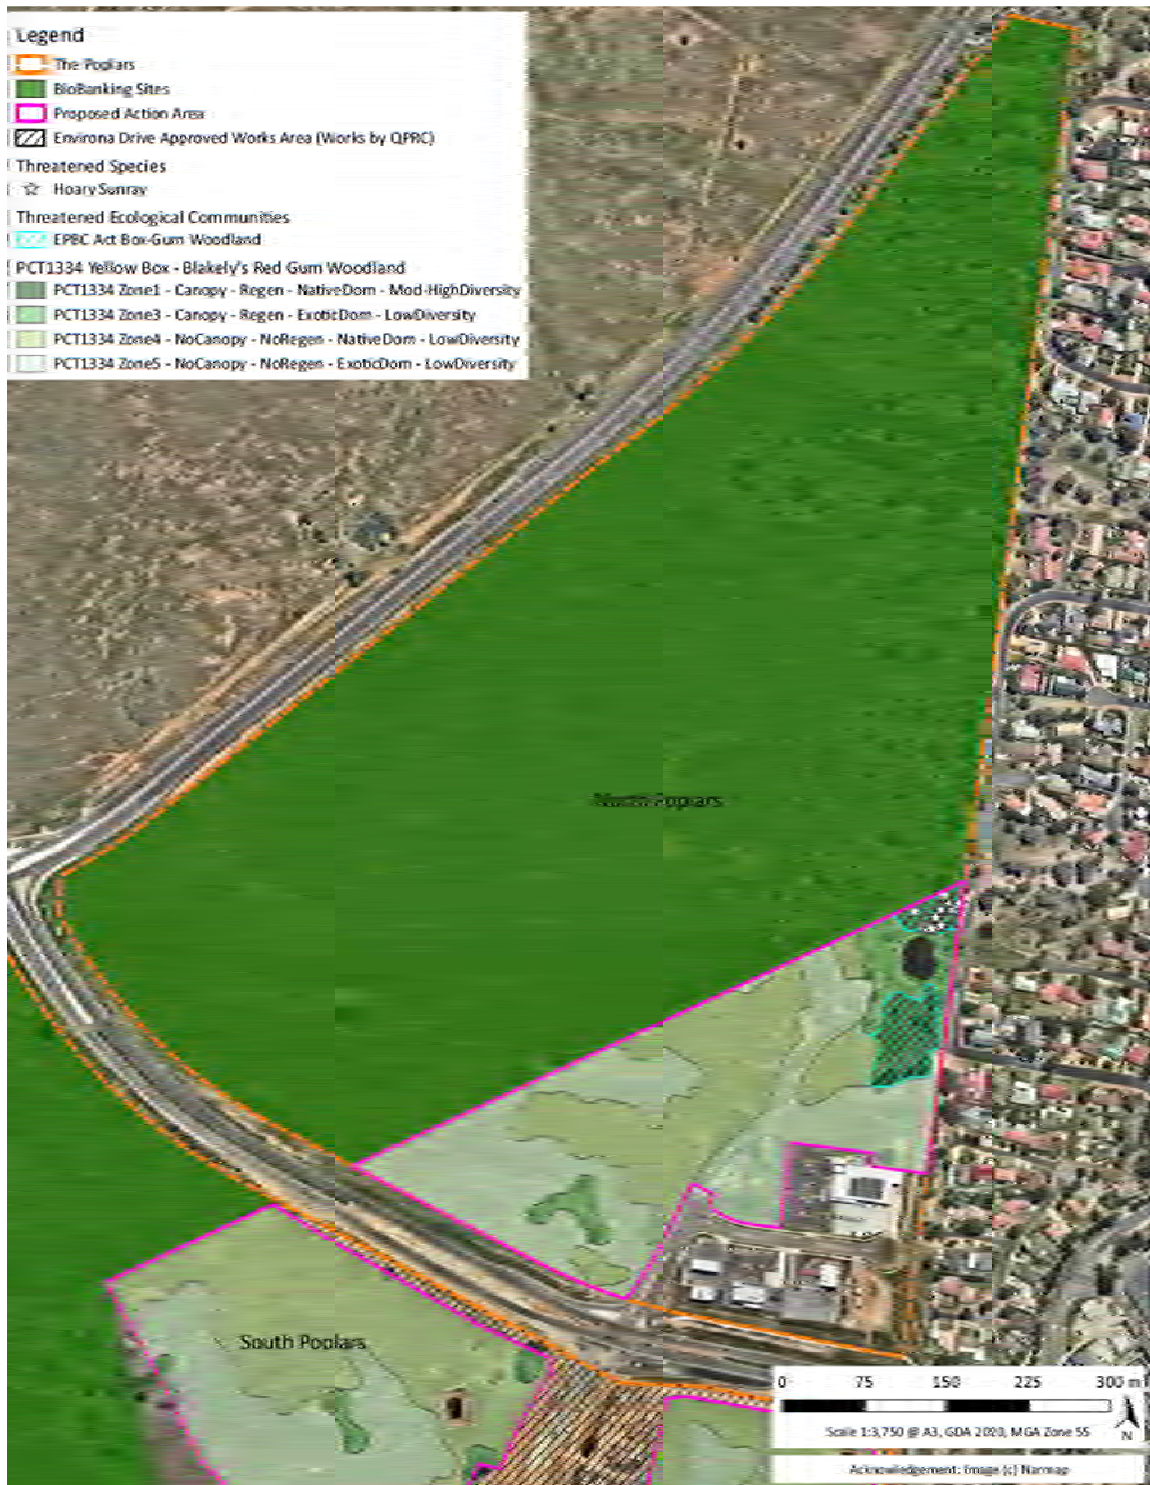 Legend
The Poplars
BioBanking Sites
Proposed Action Area
Environa Drive Approved Works Area (Works by QPRC)
Threatened Species
Hoary Sunray
Threatened Ecological Communities
EPBC Act Box-Gum Woodland
PCT1334 Yellow Box - Blakely's Red Gum Woodland
PCT1334 Zone1 - Canopy - Regen - NativeDom - Mod-HighDiversity
PCT1334 Zone3 - Canopy - Regen - ExoticDom - LowDiversity
PCT1334 Zone4 - NoCanopy - NoRegen - NativeDom - LowDiversity
PCT1334 Zone5 - NoCanopy - NoRegen - ExoticDom - LowDiversity
North Poplars
South Poplars
0 75 150 225 300 m
Scale 1:3,750 @ A3, GDA 2020, MGA Zone 55
N
Acknowledgement: Image (c) Nearmap